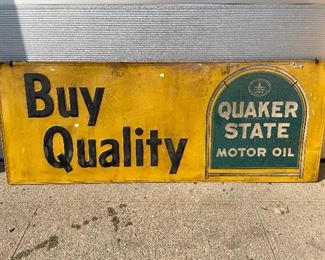 Buy
Quality
QUAKER
STATE
MOTOR OIL